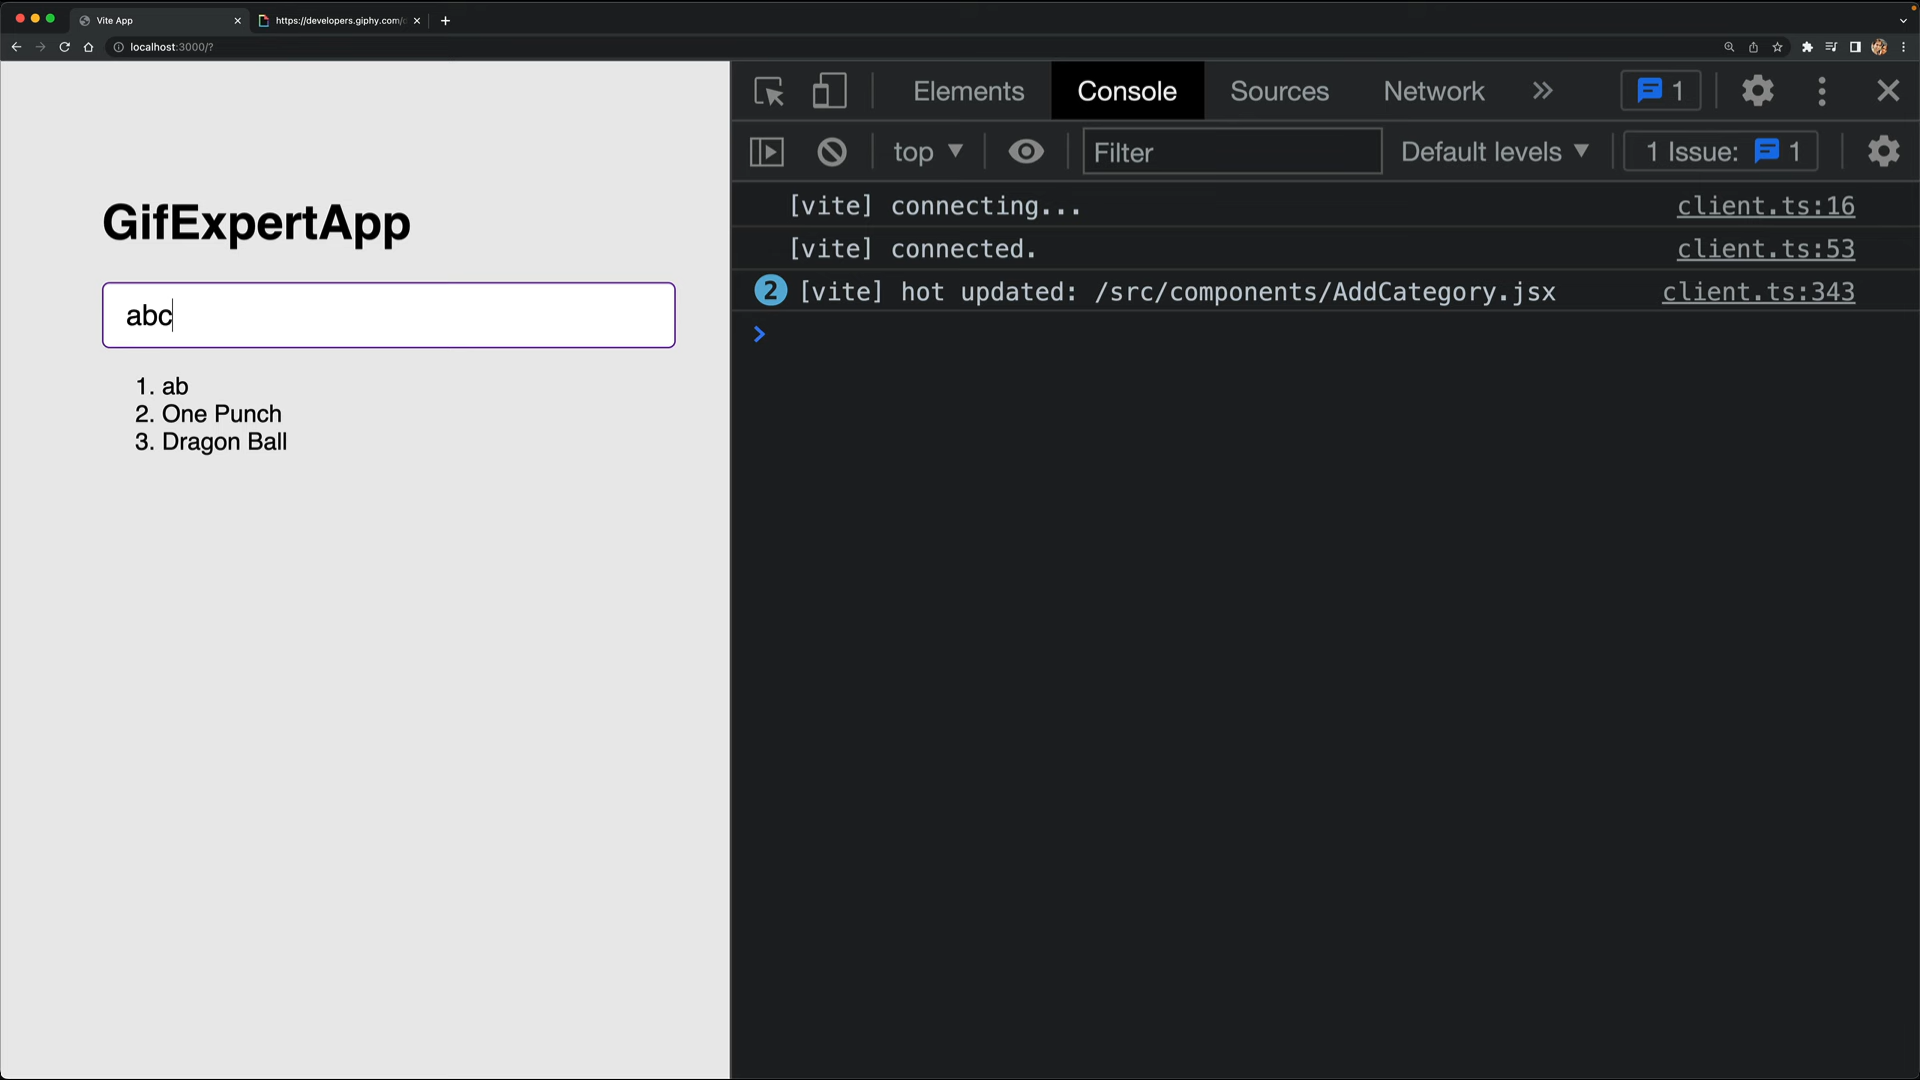 Vite App
https://developers.giphy.com/
localhost:3000/?
GifExpertApp
abc
1. ab
2. One Punch
3. Dragon Ball
Elements
Console
Sources
Network
1
top
Filter
Default levels
1 Issue: 1
[vite] connecting...
client.ts:16
[vite] connected.
client.ts:53
2 [vite] hot updated: /src/components/AddCategory.jsx
client.ts:343